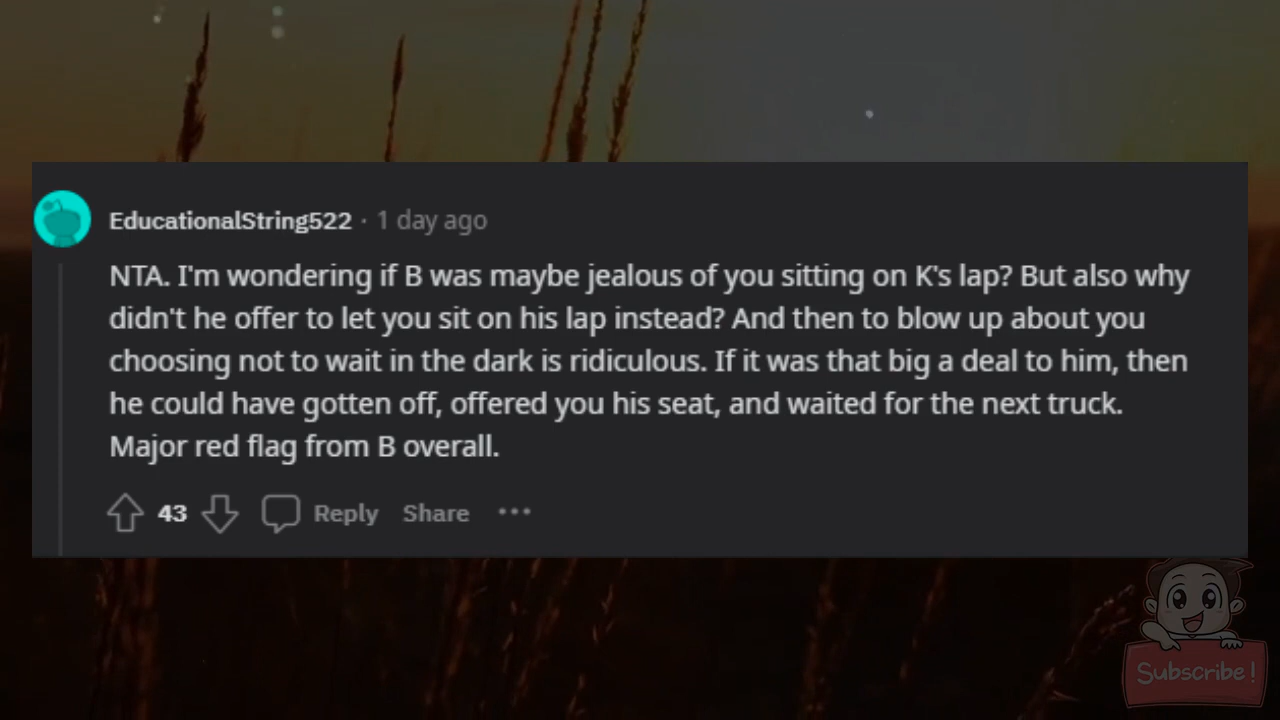 EducationalString522 · 1 day ago
NTA. I'm wondering if B was maybe jealous of you sitting on K's lap? But also why
didn't he offer to let you sit on his lap instead? And then to blow up about you
choosing not to wait in the dark is ridiculous. If it was that big a deal to him, then
he could have gotten off, offered you his seat, and waited for the next truck.
Major red flag from B overall.
43 Reply Share ···
Subscribe!